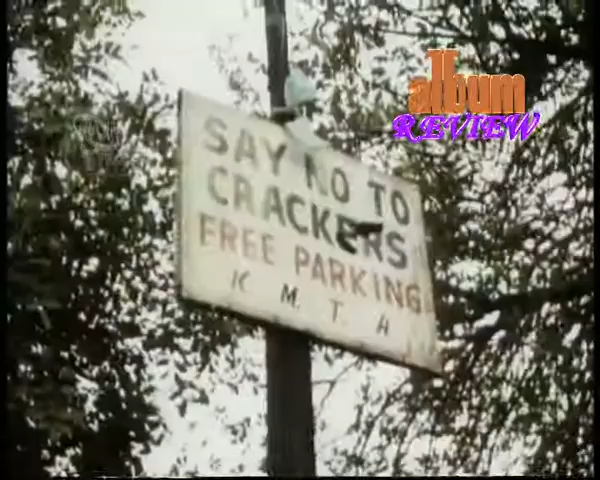 album
REVIEW
SAY NO TO
CRACKERS
FREE PARKING
K. M. T. A